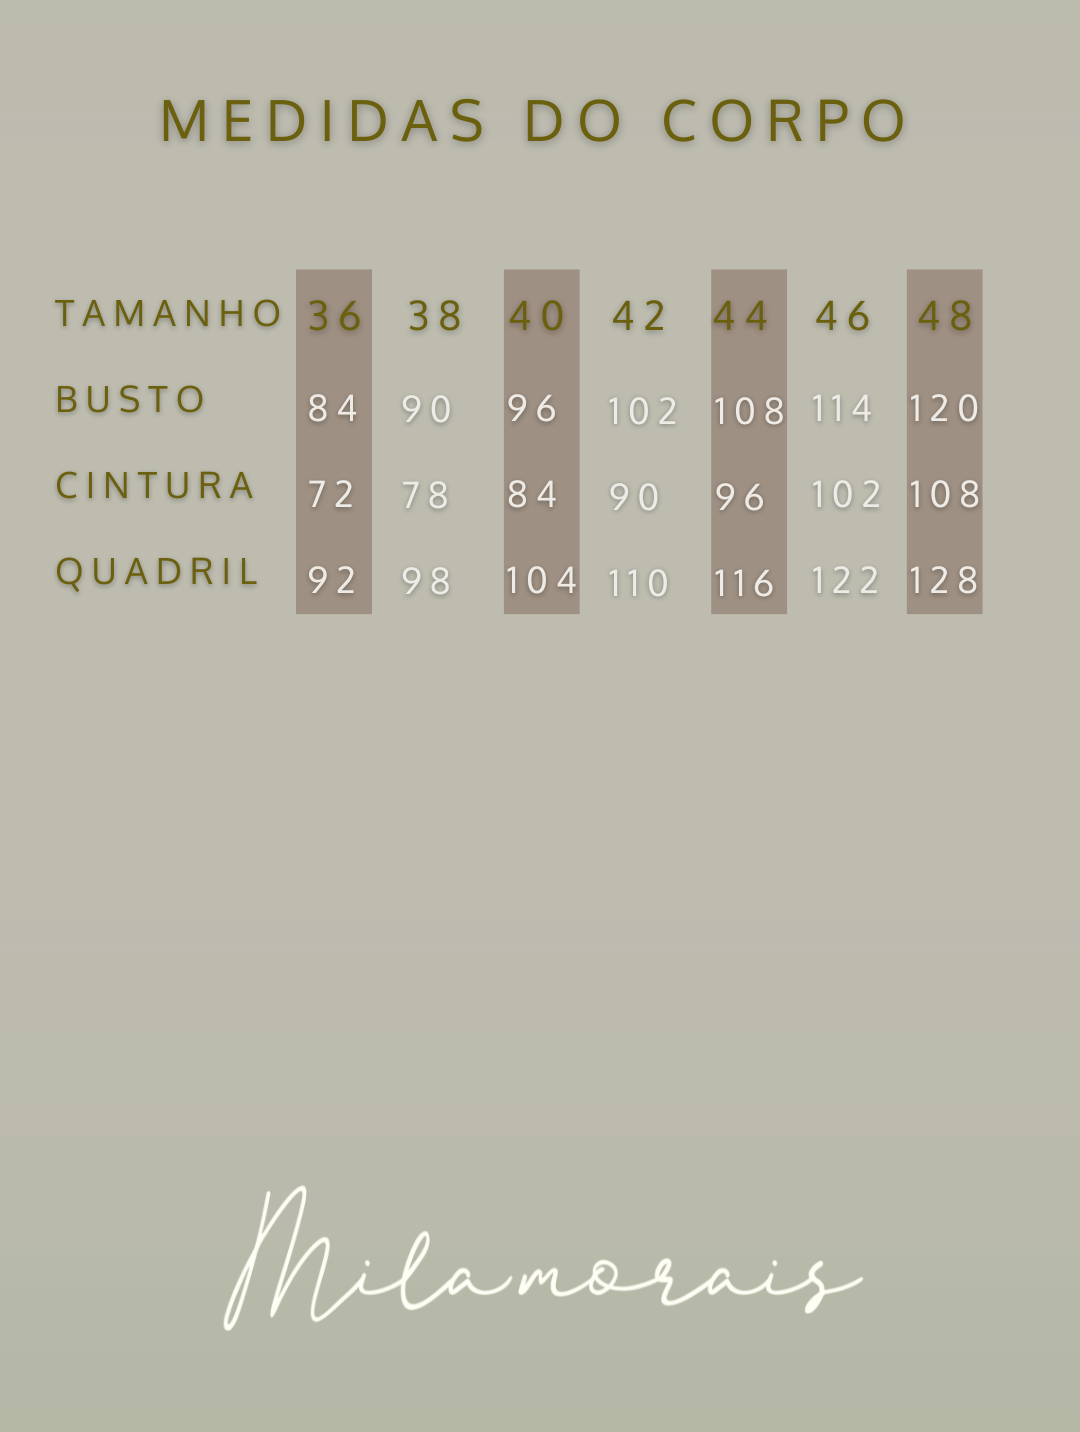 MEDIDAS DO CORPO
TAMANHO 36 38 40 42 44 46 48
BUSTO 84 90 96 102 108 114 120
CINTURA 72 78 84 90 96 102 108
QUADRIL 92 98 104 110 116 122 128
Milamorais